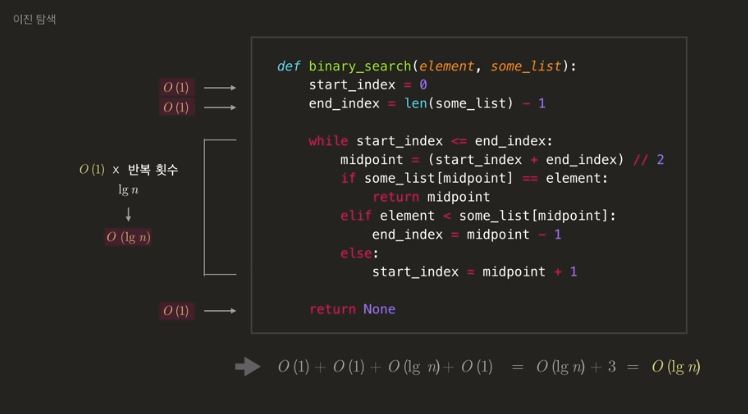 이진 탐색
def binary_search(element, some_list):
O(1) start_index = 0
O(1) end_index = len(some_list) - 1
while start_index <= end_index:
midpoint = (start_index + end_index) // 2
if some_list[midpoint] == element:
return midpoint
elif element < some_list[midpoint]:
end_index = midpoint - 1
else:
start_index = midpoint + 1
O(1) x 반복 횟수
lg n
O(lg n)
O(1) return None
O(1) + O(1) + O(lg n) + O(1) = O(lg n) + 3 = O(lg n)